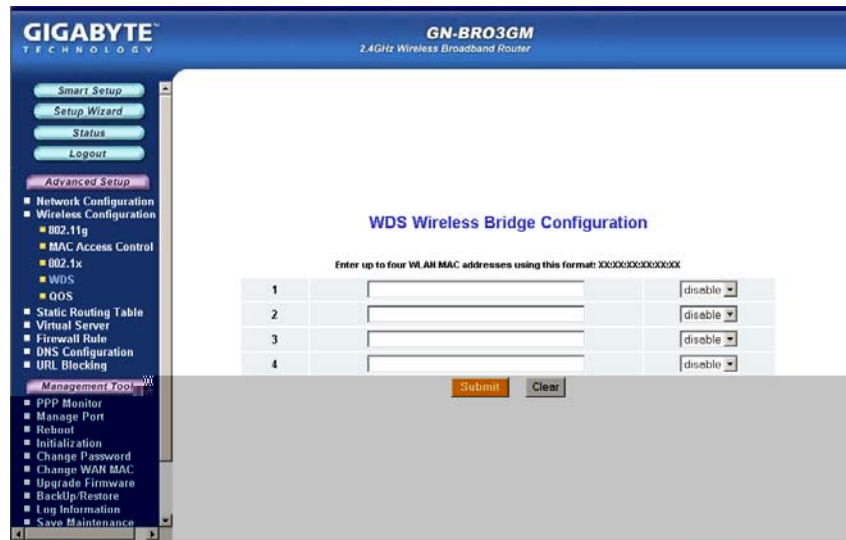 GIGABYTE™
TECHNOLOGY
GN-BRO3GM
2.4GHz Wireless Broadband Router
Smart Setup
Setup Wizard
Status
Logout
Advanced Setup
Network Configuration
Wireless Configuration
802.11g
MAC Access Control
802.1x
WDS
QOS
Static Routing Table
Virtual Server
Firewall Rule
DNS Configuration
URL Blocking
Management Tool
PPP Monitor
Manage Port
Reboot
Initialization
Change Password
Change WAN MAC
Upgrade Firmware
BackUp/Restore
Log Information
Save Maintenance
WDS Wireless Bridge Configuration
Enter up to four WLAN MAC addresses using this format: XX:XX:XX:XX:XX:XX
1 disable
2 disable
3 disable
4 disable
Submit Clear